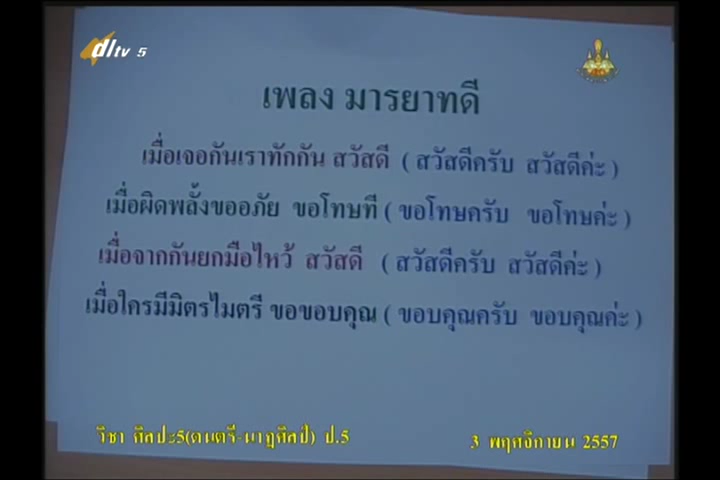 dltv 5
เพลง มารยาทดี
เมื่อเจอกันเราทักกัน สวัสดี ( สวัสดีครับ สวัสดีค่ะ )
เมื่อผิดพลั้งขออภัย ขอโทษที ( ขอโทษครับ ขอโทษค่ะ )
เมื่อจากกันยกมือไหว้ สวัสดี ( สวัสดีครับ สวัสดีค่ะ )
เมื่อใครมีมิตรไมตรี ขอขอบคุณ ( ขอบคุณครับ ขอบคุณค่ะ )
วิชา ศิลปะ5(ดนตรี-นาฏศิลป์) ป.5
3 พฤศจิกายน 2557